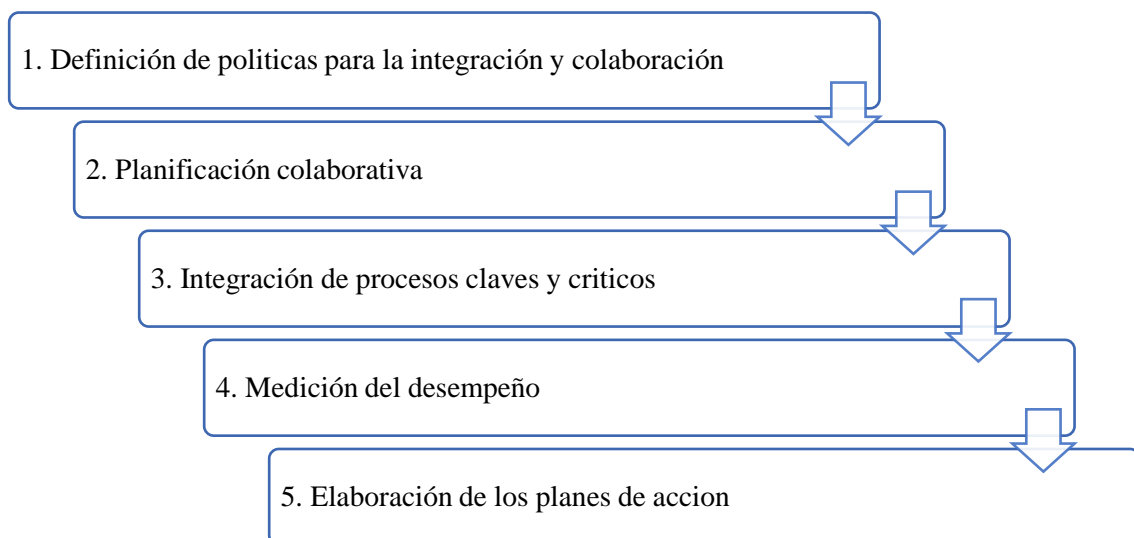 1. Definición de politicas para la integración y colaboración
2. Planificación colaborativa
3. Integración de procesos claves y criticos
4. Medición del desempeño
5. Elaboración de los planes de accion